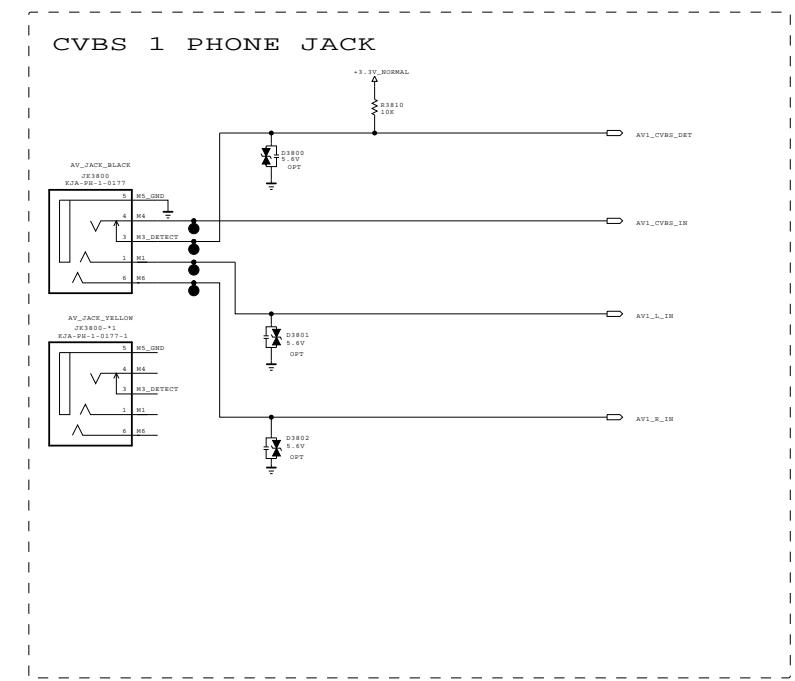 CVBS 1 PHONE JACK
+3.3V_NORMAL
R3810
10K
AV1_CVBS_DET
D3800
5.6V
OPT
AV_JACK_BLACK
JK3800
KJA-PH-1-0177
5 M5_GND
4 M4
AV1_CVBS_IN
3 M3_DETECT
1 M1
6 M6
AV1_L_IN
AV_JACK_YELLOW
JK3800-*1
KJA-PH-1-0177-1
D3801
5.6V
OPT
5 M5_GND
4 M4
3 M3_DETECT
1 M1
6 M6
AV1_R_IN
D3802
5.6V
OPT